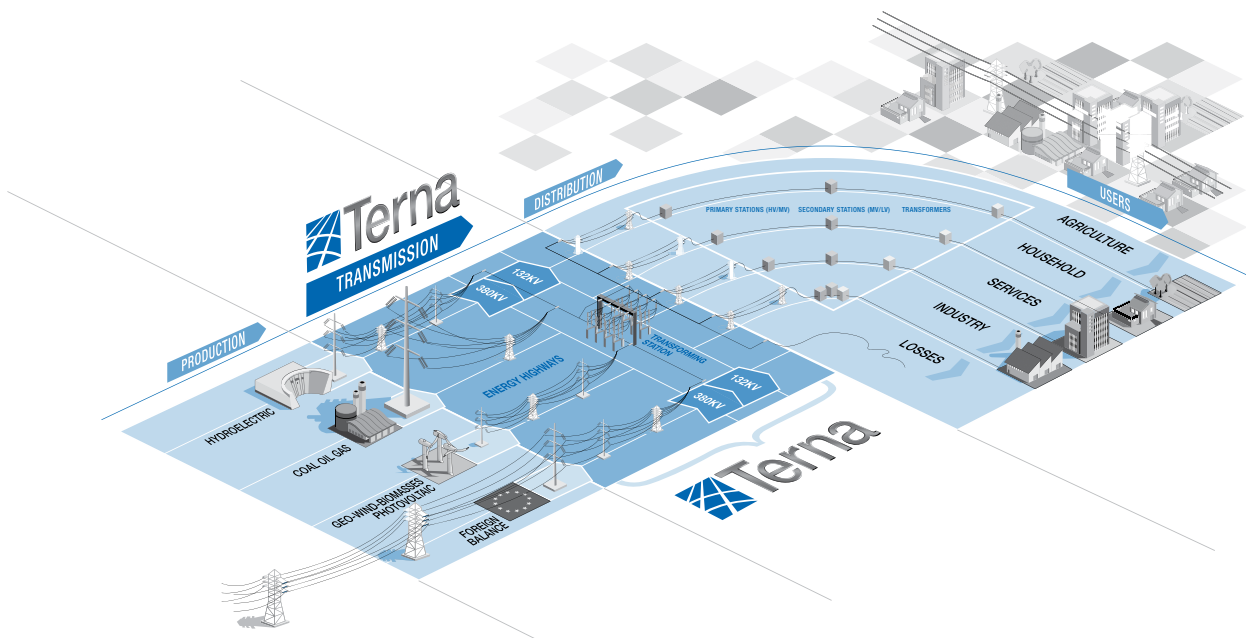 Terna
TRANSMISSION
PRODUCTION
DISTRIBUTION
USERS
HYDROELECTRIC
COAL OIL GAS
GEO-WIND-BIOMASSES
PHOTOVOLTAIC
FOREIGN
BALANCE
132KV
380KV
ENERGY HIGHWAYS
TRANSFORMING
STATION
132KV
380KV
PRIMARY STATIONS (HV/MV)
SECONDARY STATIONS (MV/LV)
TRANSFORMERS
AGRICULTURE
HOUSEHOLD
SERVICES
INDUSTRY
LOSSES
Terna